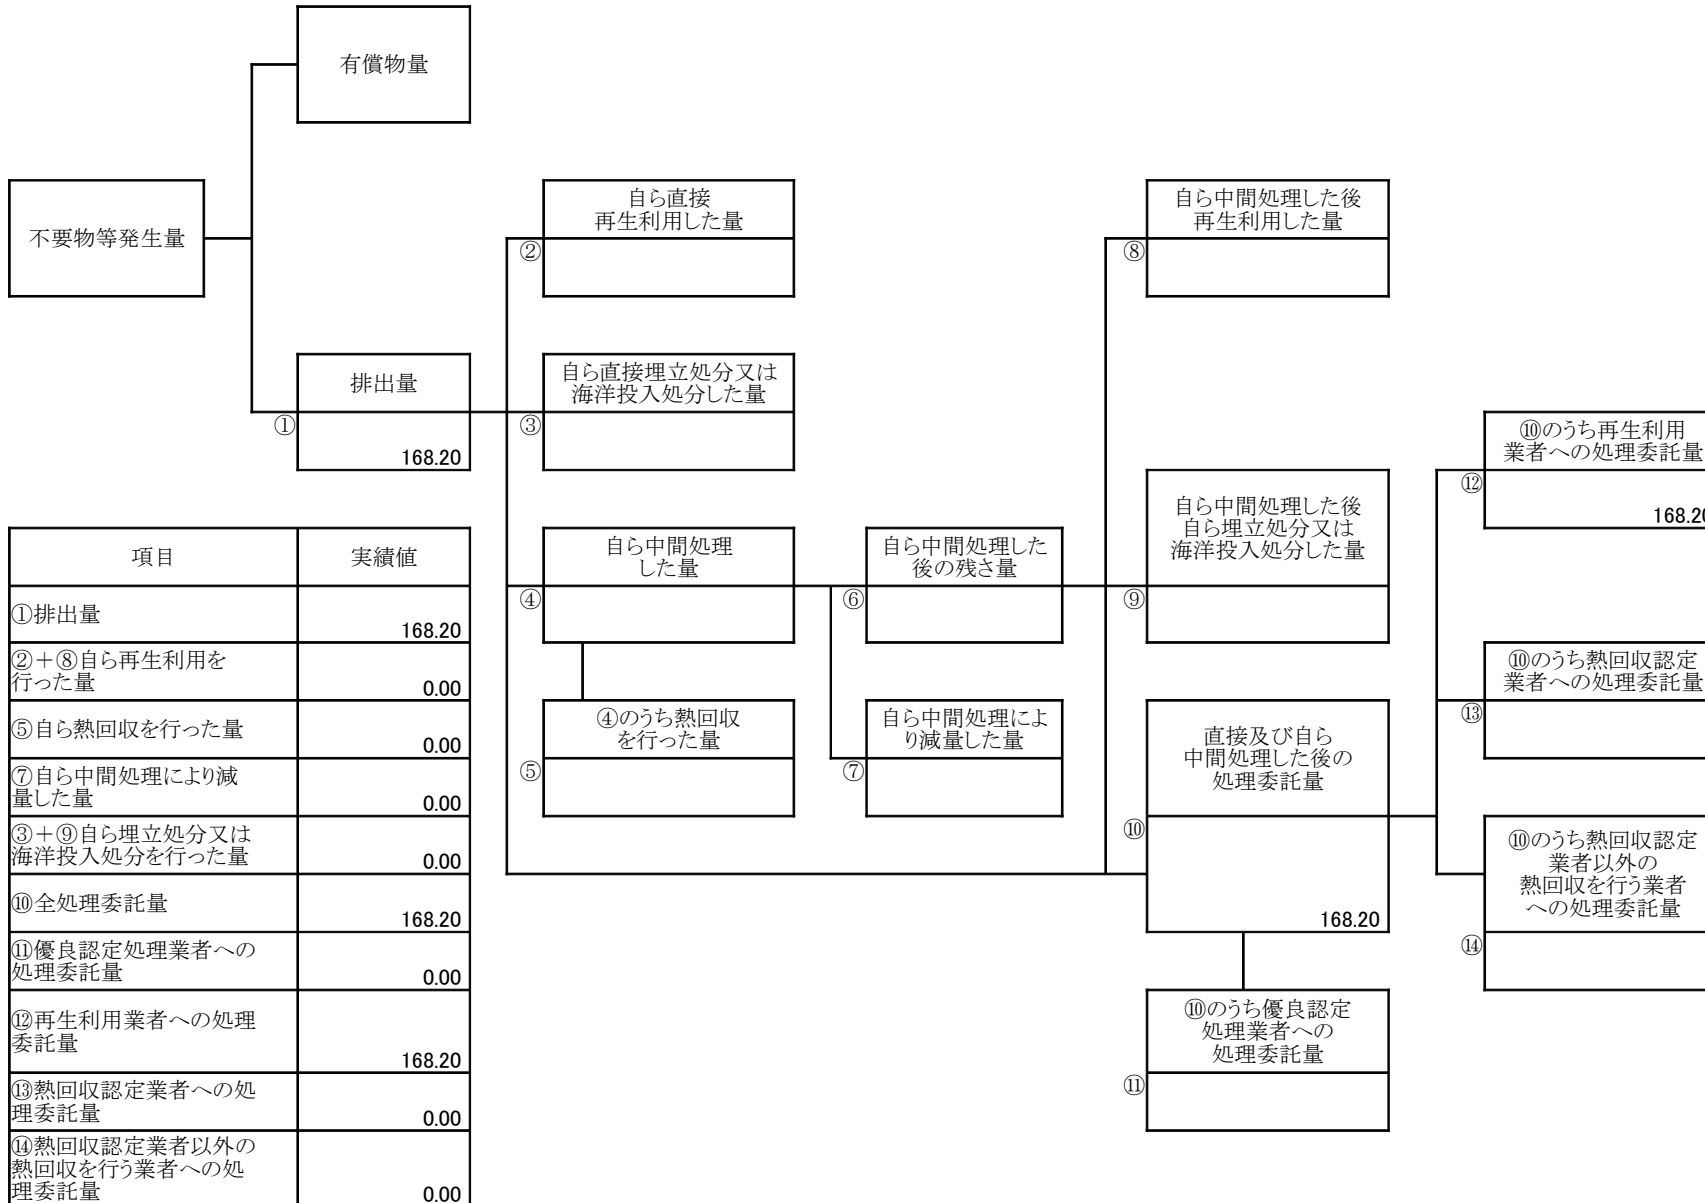 有償物量
不要物等発生量
自ら直接
再生利用した量
②
自ら中間処理した後
再生利用した量
⑧
排出量
①
168.20
自ら直接埋立処分又は
海洋投入処分した量
③
⑩のうち再生利用
業者への処理委託量
⑫
168.20
自ら中間処理した後
自ら埋立処分又は
海洋投入処分した量
⑨
自ら中間処理
した量
④
自ら中間処理した
後の残さ量
⑥
④のうち熱回収
を行った量
⑤
自ら中間処理によ
り減量した量
⑦
直接及び自ら
中間処理した後の
処理委託量
⑩
168.20
⑩のうち熱回収認定
業者への処理委託量
⑬
⑩のうち熱回収認定
業者以外の
熱回収を行う業者
への処理委託量
⑭
⑩のうち優良認定
処理業者への
処理委託量
⑪
項目 実績値
①排出量
168.20
②+⑧自ら再生利用を
行った量
0.00
⑤自ら熱回収を行った量
0.00
⑦自ら中間処理により減
量した量
0.00
③+⑨自ら埋立処分又は
海洋投入処分を行った量
0.00
⑩全処理委託量
168.20
⑪優良認定処理業者への
処理委託量
0.00
⑫再生利用業者への処理
委託量
168.20
⑬熱回収認定業者への処
理委託量
0.00
⑭熱回収認定業者以外の
熱回収を行う業者への処
理委託量
0.00